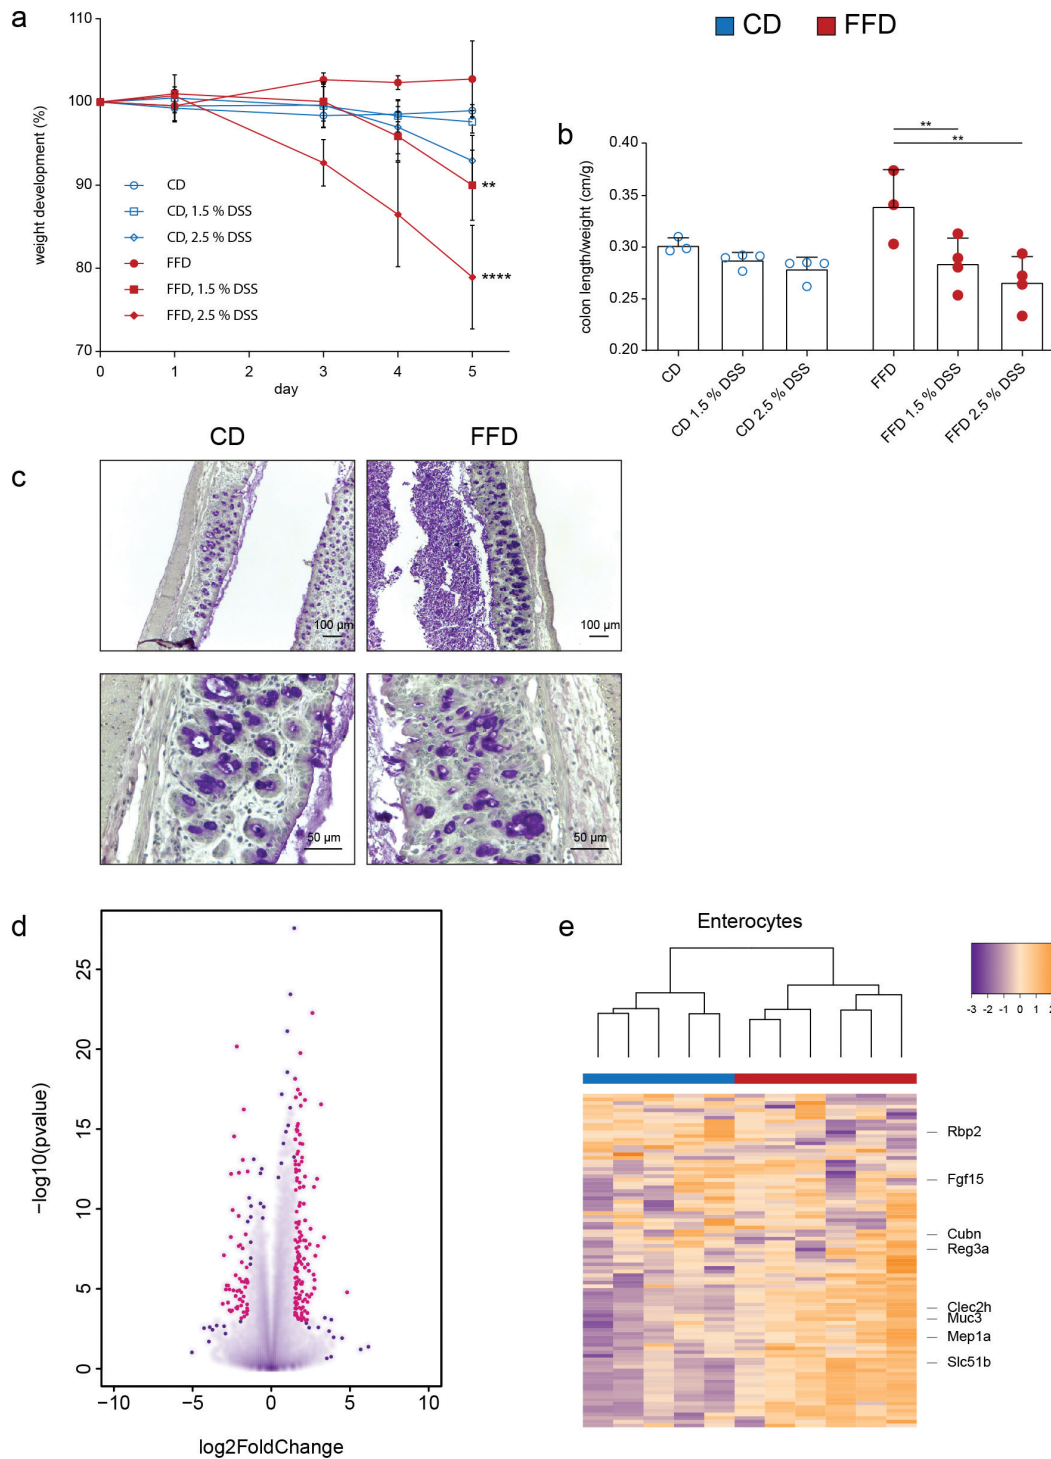 a
110
100
90
80
70
weight development (%)
0
1
3
4
5
day
CD
CD, 1.5 % DSS
CD, 2.5 % DSS
FFD
FFD, 1.5 % DSS
FFD, 2.5 % DSS
**
****
CD FFD
b
**
**
0.40
0.35
0.30
0.25
0.20
colon length/weight (cm/g)
CD
CD 1.5 % DSS
CD 2.5 % DSS
FFD
FFD 1.5 % DSS
FFD 2.5 % DSS
c
CD
FFD
100 µm
100 µm
50 µm
50 µm
d
25
20
15
10
5
0
−log10(pvalue)
−10
−5
0
5
10
log2FoldChange
e
Enterocytes
-3 -2 -1 0 1 2
Rbp2
Fgf15
Cubn
Reg3a
Clec2h
Muc3
Mep1a
Slc51b